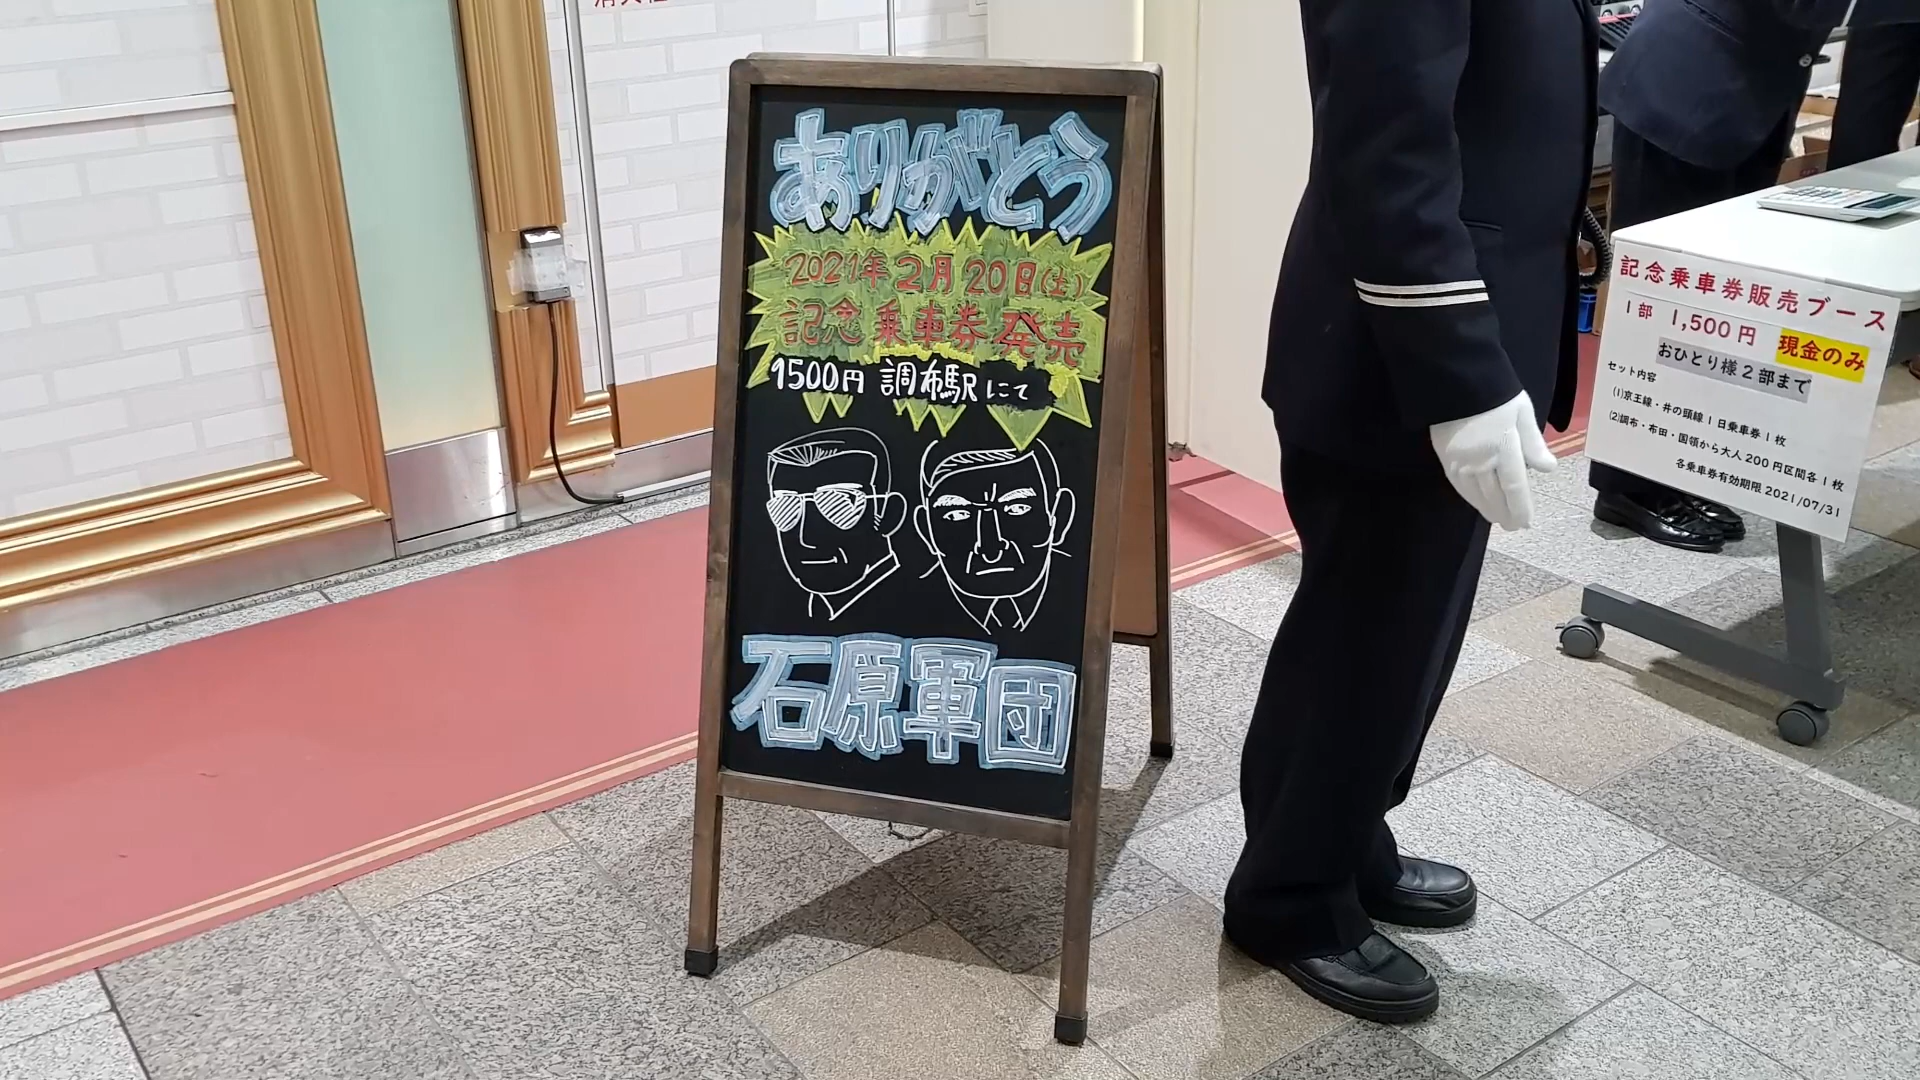 ありがとう
2021年2月20日(土)
記念乗車券発売
1500円 調布駅にて
石原軍団
記念乗車券販売ブース
1部 1,500円 現金のみ
おひとり様2部まで
セット内容
(1)京王線・井の頭線1日乗車券1枚
(2)調布・布田・国領から大人200円区間各1枚
各乗車券有効期限2021/07/31